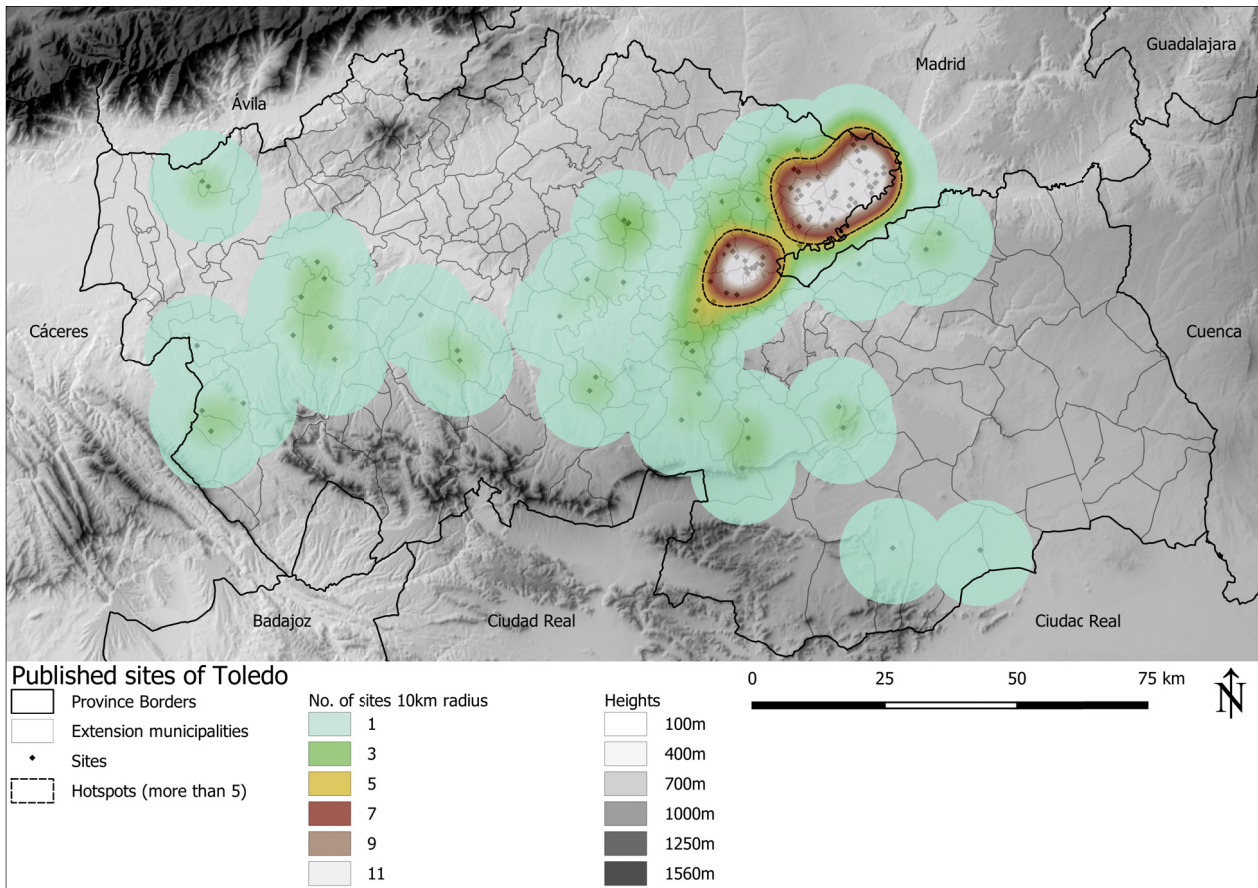 Guadalajara
Madrid
Ávila
Cáceres
Cuenca
Badajoz
Ciudad Real
Ciudad Real
Published sites of Toledo
Province Borders
Extension municipalities
Sites
Hotspots (more than 5)
No. of sites 10km radius
1
3
5
7
9
11
Heights
100m
400m
700m
1000m
1250m
1560m
0 25 50 75 km
N